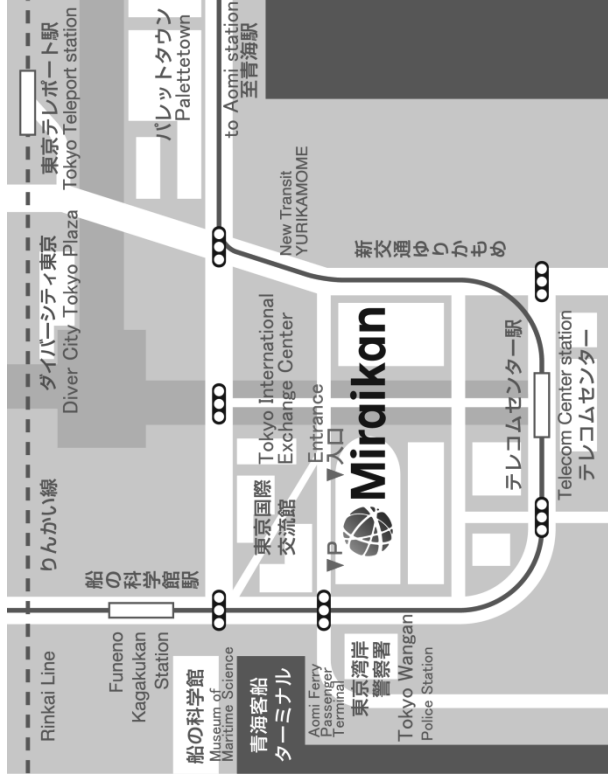 りんかい線
Rinkai Line
ダイバーシティ東京
Diver City Tokyo Plaza
東京テレポート駅
Tokyo Teleport station
パレットタウン
Palettetown
to Aomi station
至青海駅
船の
科学館
駅
Funeno
Kagakukan
Station
東京国際
交流館
Tokyo International
Exchange Center
New Transit
YURIKAMOME
新交通ゆりかもめ
船の科学館
Museum of
Maritime Science
青海客船
ターミナル
Aomi Ferry
Passenger
Terminal
P
Entrance
入口
Miraikan
東京湾岸
警察署
Tokyo Wangan
Police Station
テレコムセンター駅
Telecom Center station
テレコムセンター